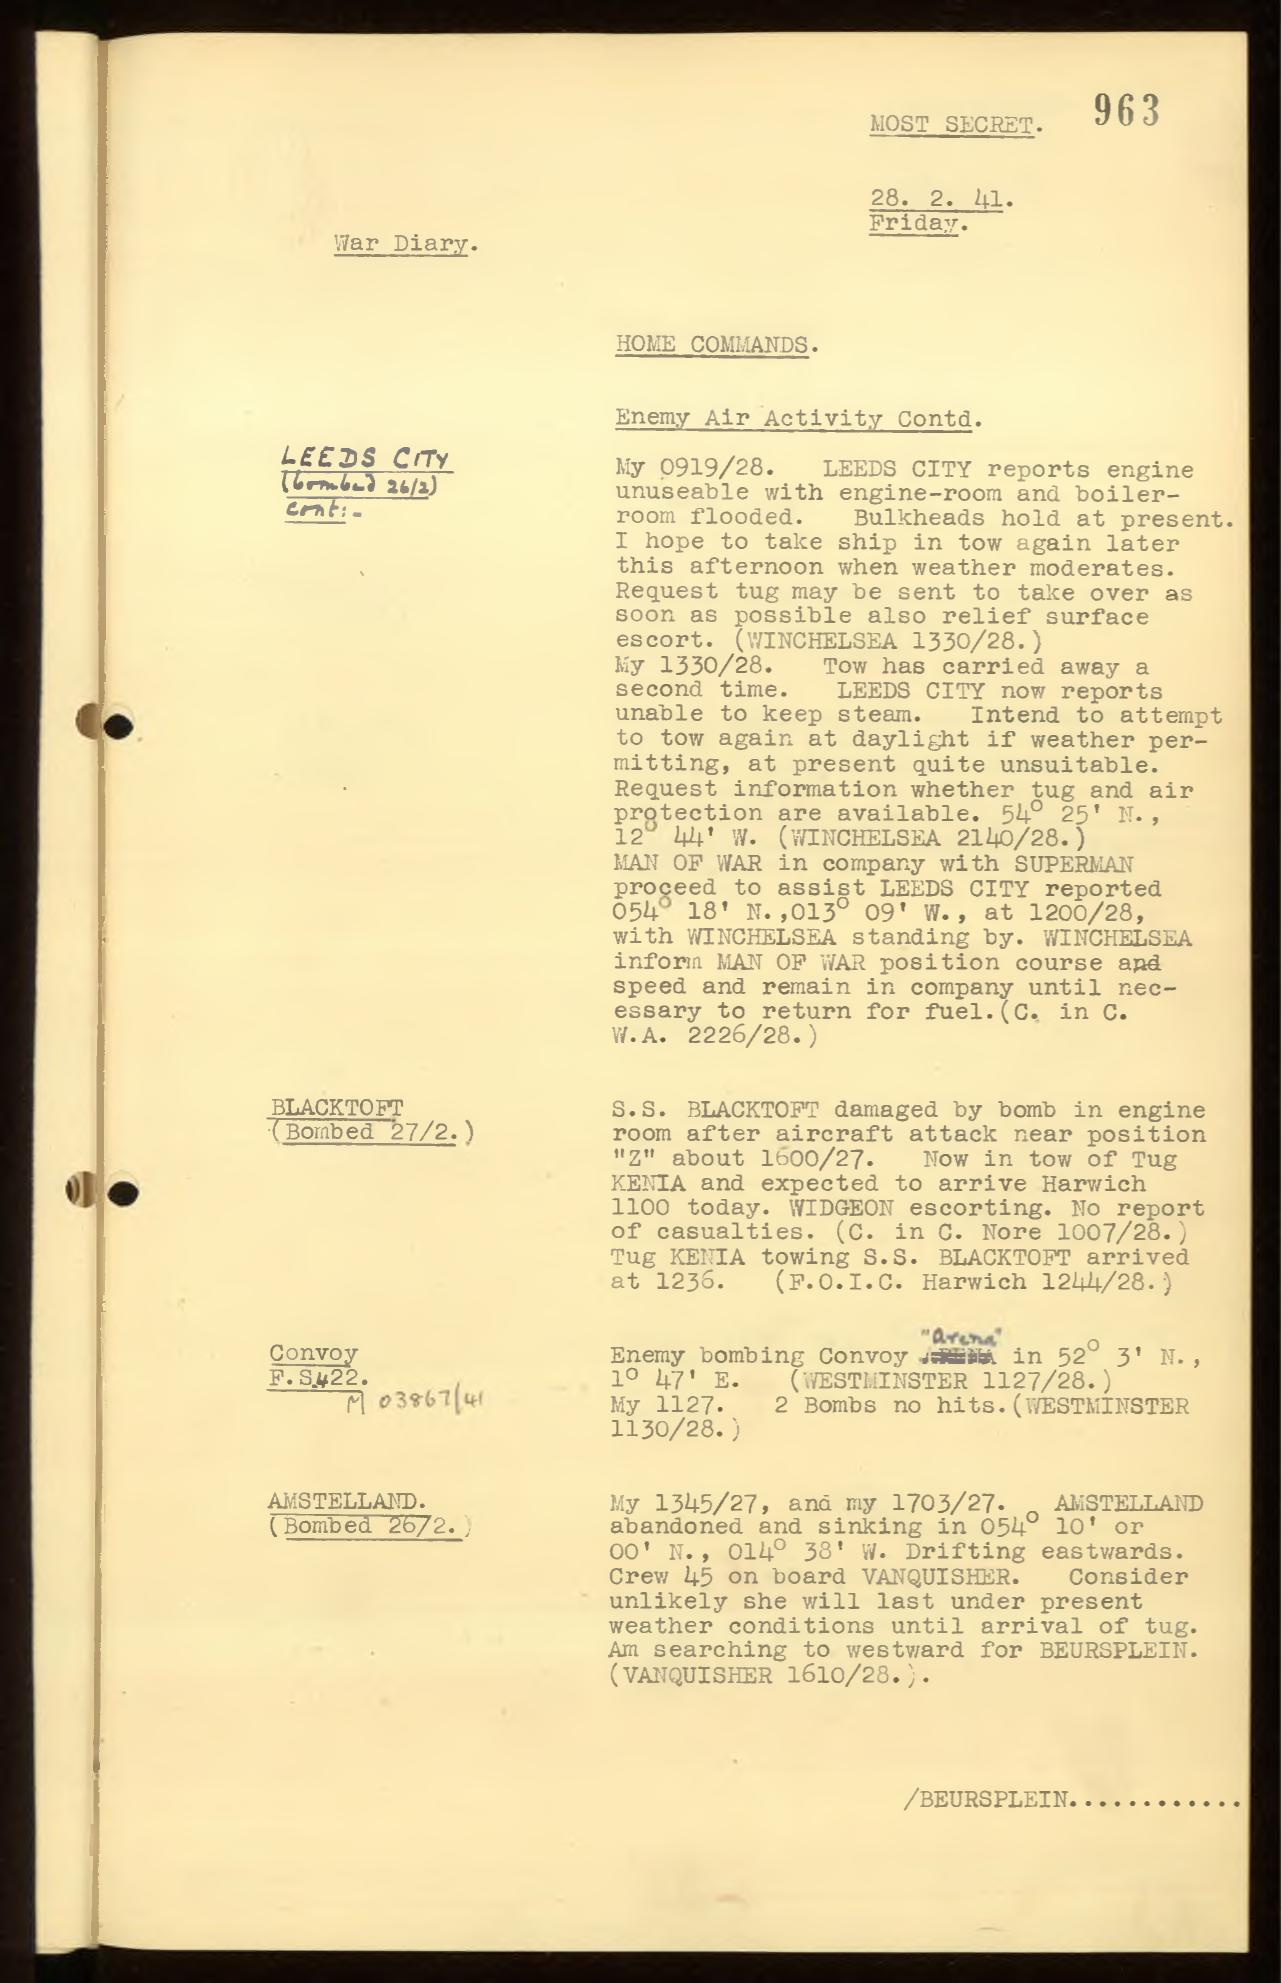 963
MOST SECRET.
28. 2. 41.
Friday.
War Diary.
HOME COMMANDS.
Enemy Air Activity Contd.
LEEDS CITY
(bombed 26/2)
cont:-
My 0919/28. LEEDS CITY reports engine
unuseable with engine-room and boiler-
room flooded. Bulkheads hold at present.
I hope to take ship in tow again later
this afternoon when weather moderates.
Request tug may be sent to take over as
soon as possible also relief surface
escort. (WINCHELSEA 1330/28.)
My 1330/28. Tow has carried away a
second time. LEEDS CITY now reports
unable to keep steam. Intend to attempt
to tow again at daylight if weather per-
mitting, at present quite unsuitable.
Request information whether tug and air
protection are available. 54° 25' N.,
12° 44' W. (WINCHELSEA 2140/28.)
MAN OF WAR in company with SUPERMAN
proceed to assist LEEDS CITY reported
054° 18' N.,013° 09' W., at 1200/28,
with WINCHELSEA standing by. WINCHELSEA
inform MAN OF WAR position course and
speed and remain in company until nec-
essary to return for fuel.(C. in C.
W.A. 2226/28.)
BLACKTOFT
(Bombed 27/2.)
S.S. BLACKTOFT damaged by bomb in engine
room after aircraft attack near position
"Z" about 1600/27. Now in tow of Tug
KENIA and expected to arrive Harwich
1100 today. WIDGEON escorting. No report
of casualties. (C. in C. Nore 1007/28.)
Tug KENIA towing S.S. BLACKTOFT arrived
at 1236. (F.O.I.C. Harwich 1244/28.)
Convoy
F.S.422.
M 03867/41
"Arena"
Enemy bombing Convoy ARENA in 52° 3' N.,
1° 47' E. (WESTMINSTER 1127/28.)
My 1127. 2 Bombs no hits.(WESTMINSTER
1130/28.)
AMSTELLAND.
(Bombed 26/2.)
My 1345/27, and my 1703/27. AMSTELLAND
abandoned and sinking in 054° 10' or
00' N., 014° 38' W. Drifting eastwards.
Crew 45 on board VANQUISHER. Consider
unlikely she will last under present
weather conditions until arrival of tug.
Am searching to westward for BEURSPLEIN.
(VANQUISHER 1610/28.).
/BEURSPLEIN............